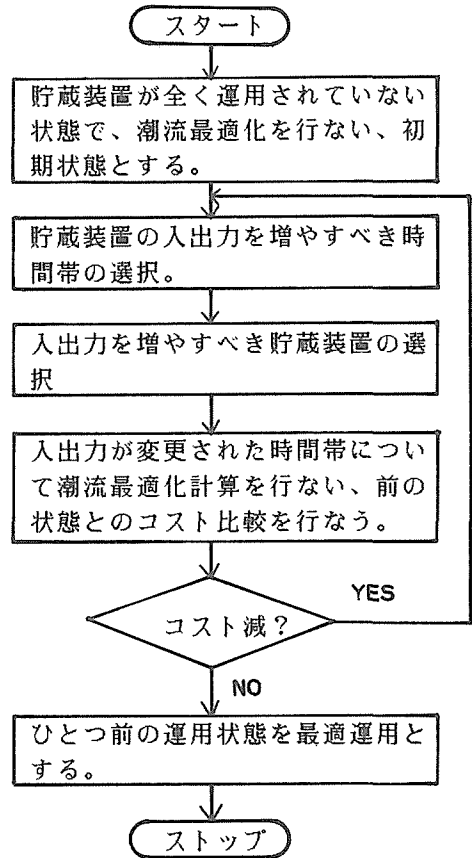 スタート
貯蔵装置が全く運用されていない
状態で、潮流最適化を行ない、初
期状態とする。
貯蔵装置の入出力を増やすべき時
間帯の選択。
入出力を増やすべき貯蔵装置の選
択
入出力が変更された時間帯につい
て潮流最適化計算を行ない、前の
状態とのコスト比較を行なう。
YES
コスト減？
NO
ひとつ前の運用状態を最適運用と
する。
ストップ